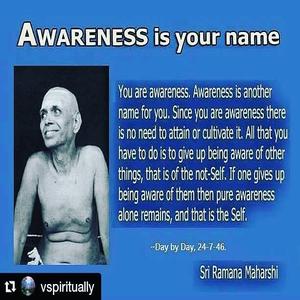 AWARENESS is your name
You are awareness. Awareness is another
name for you. Since you are awareness there
is no need to attain or cultivate it. All that you
have to do is to give up being aware of other
things, that is of the not-Self. If one gives up
being aware of them then pure awareness
alone remains, and that is the Self.
~Day by Day, 24-7-46.
Sri Ramana Maharshi
vspiritually